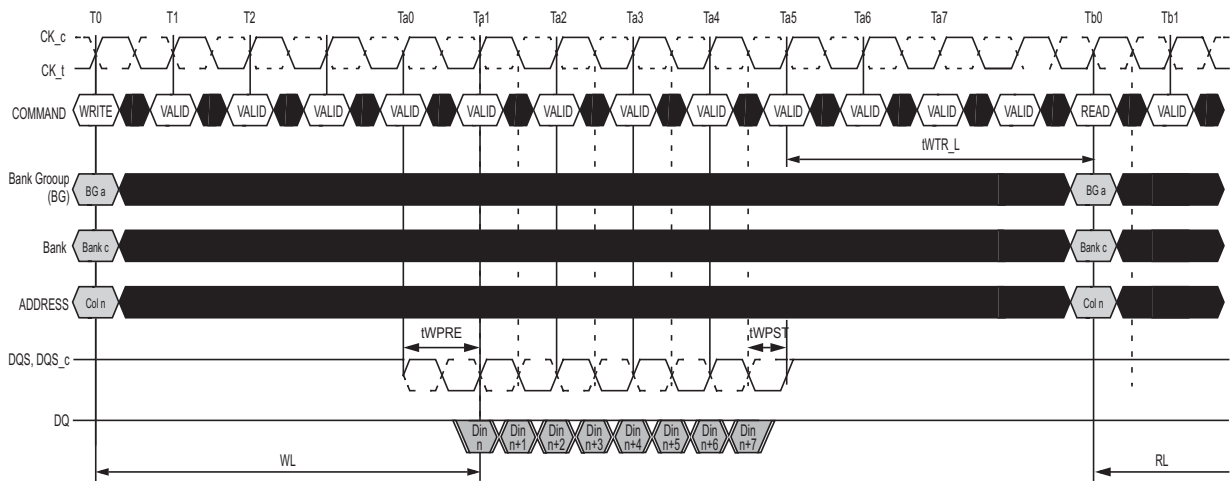 T0 T1 T2 Ta0 Ta1 Ta2 Ta3 Ta4 Ta5 Ta6 Ta7 Tb0 Tb1
CK_c
CK_t
COMMAND WRITE VALID VALID VALID VALID VALID VALID VALID VALID VALID VALID VALID VALID READ VALID
tWTR_L
Bank Grooup
(BG) BG a BG a
Bank Bank c Bank c
ADDRESS Col n Col n
tWPRE tWPST
DQS, DQS_c
DQ Din Din Din Din Din Din Din Din
n n+1 n+2 n+3 n+4 n+5 n+6 n+7
WL RL